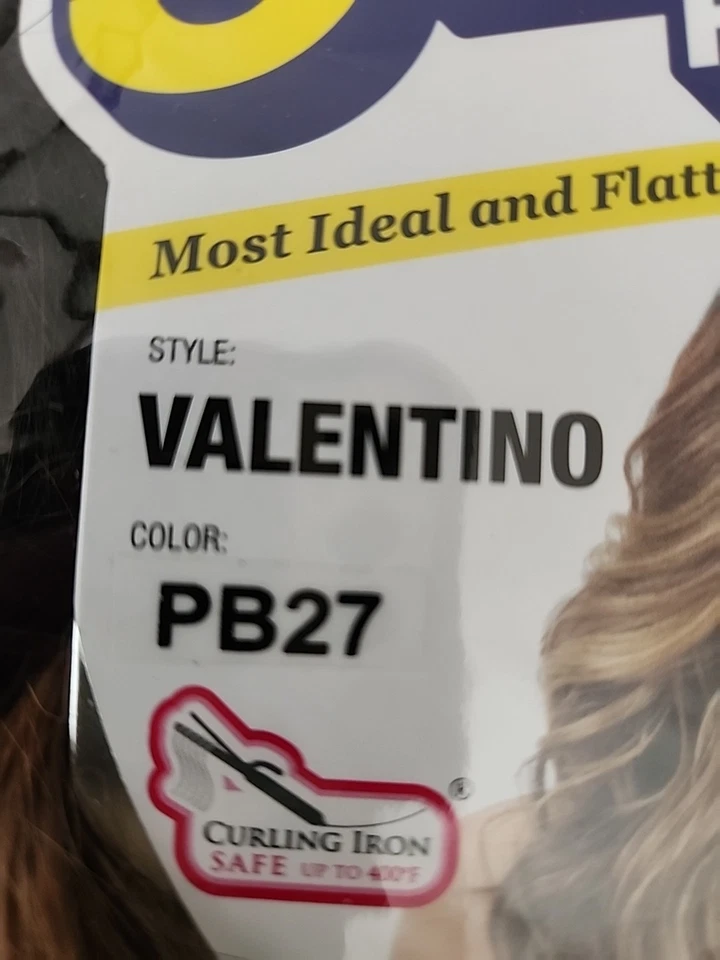 Most Ideal and Flatt
STYLE:
VALENTINO
COLOR:
PB27
®
CURLING IRON
SAFE UP TO 400°F